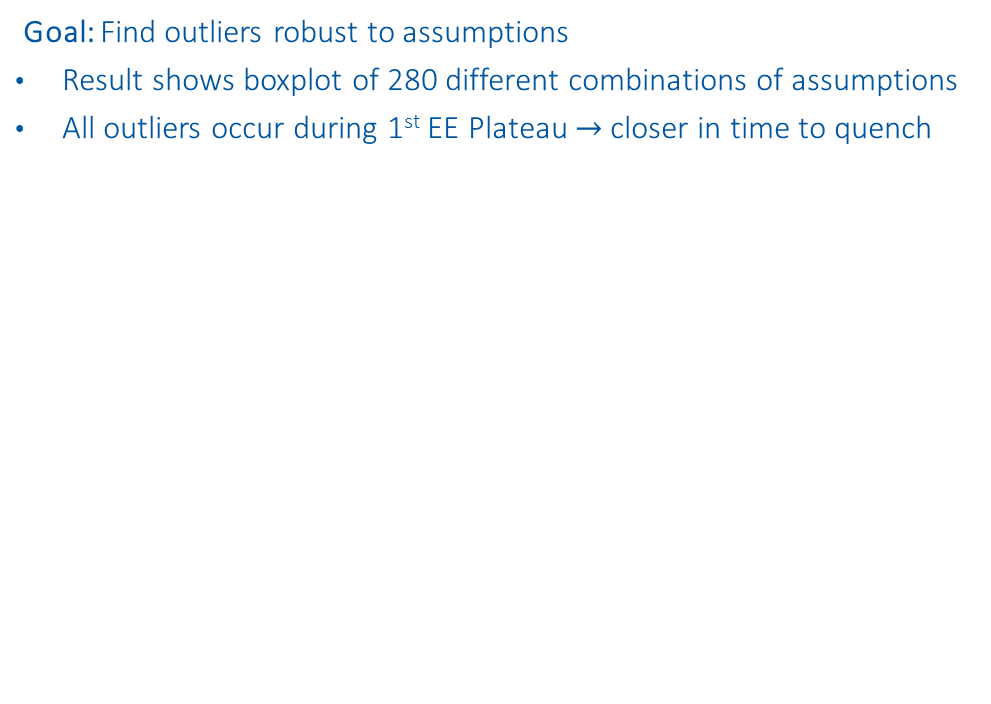 Goal: Find outliers robust to assumptions
• Result shows boxplot of 280 different combinations of assumptions
• All outliers occur during 1st EE Plateau → closer in time to quench